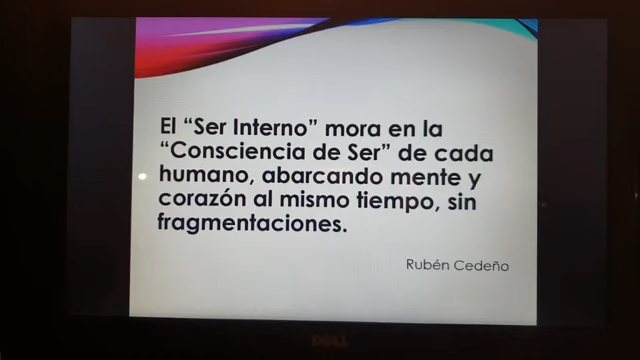 El “Ser Interno” mora en la
“Consciencia de Ser” de cada
humano, abarcando mente y
corazón al mismo tiempo, sin
fragmentaciones.
Rubén Cedeño
DELL